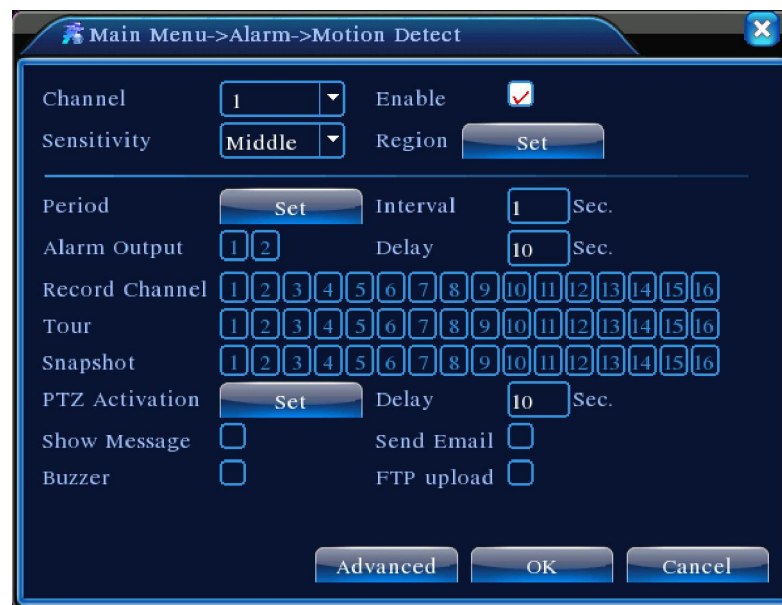 Main Menu->Alarm->Motion Detect
Channel 1 Enable
Sensitivity Middle Region Set
Period Set Interval 1 Sec.
Alarm Output 1 2 Delay 10 Sec.
Record Channel 1 2 3 4 5 6 7 8 9 10 11 12 13 14 15 16
Tour 1 2 3 4 5 6 7 8 9 10 11 12 13 14 15 16
Snapshot 1 2 3 4 5 6 7 8 9 10 11 12 13 14 15 16
PTZ Activation Set Delay 10 Sec.
Show Message Send Email
Buzzer FTP upload
Advanced OK Cancel